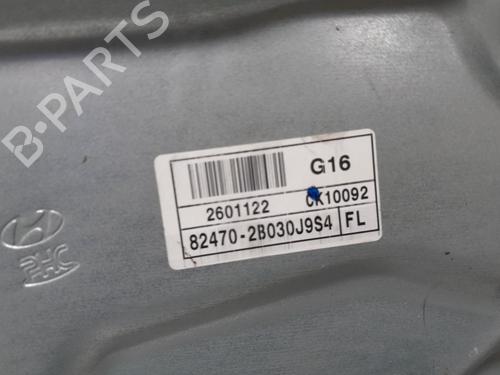 B-PARTS
G16
2601122 CK10092
82470-2B030J9S4 FL
PHC